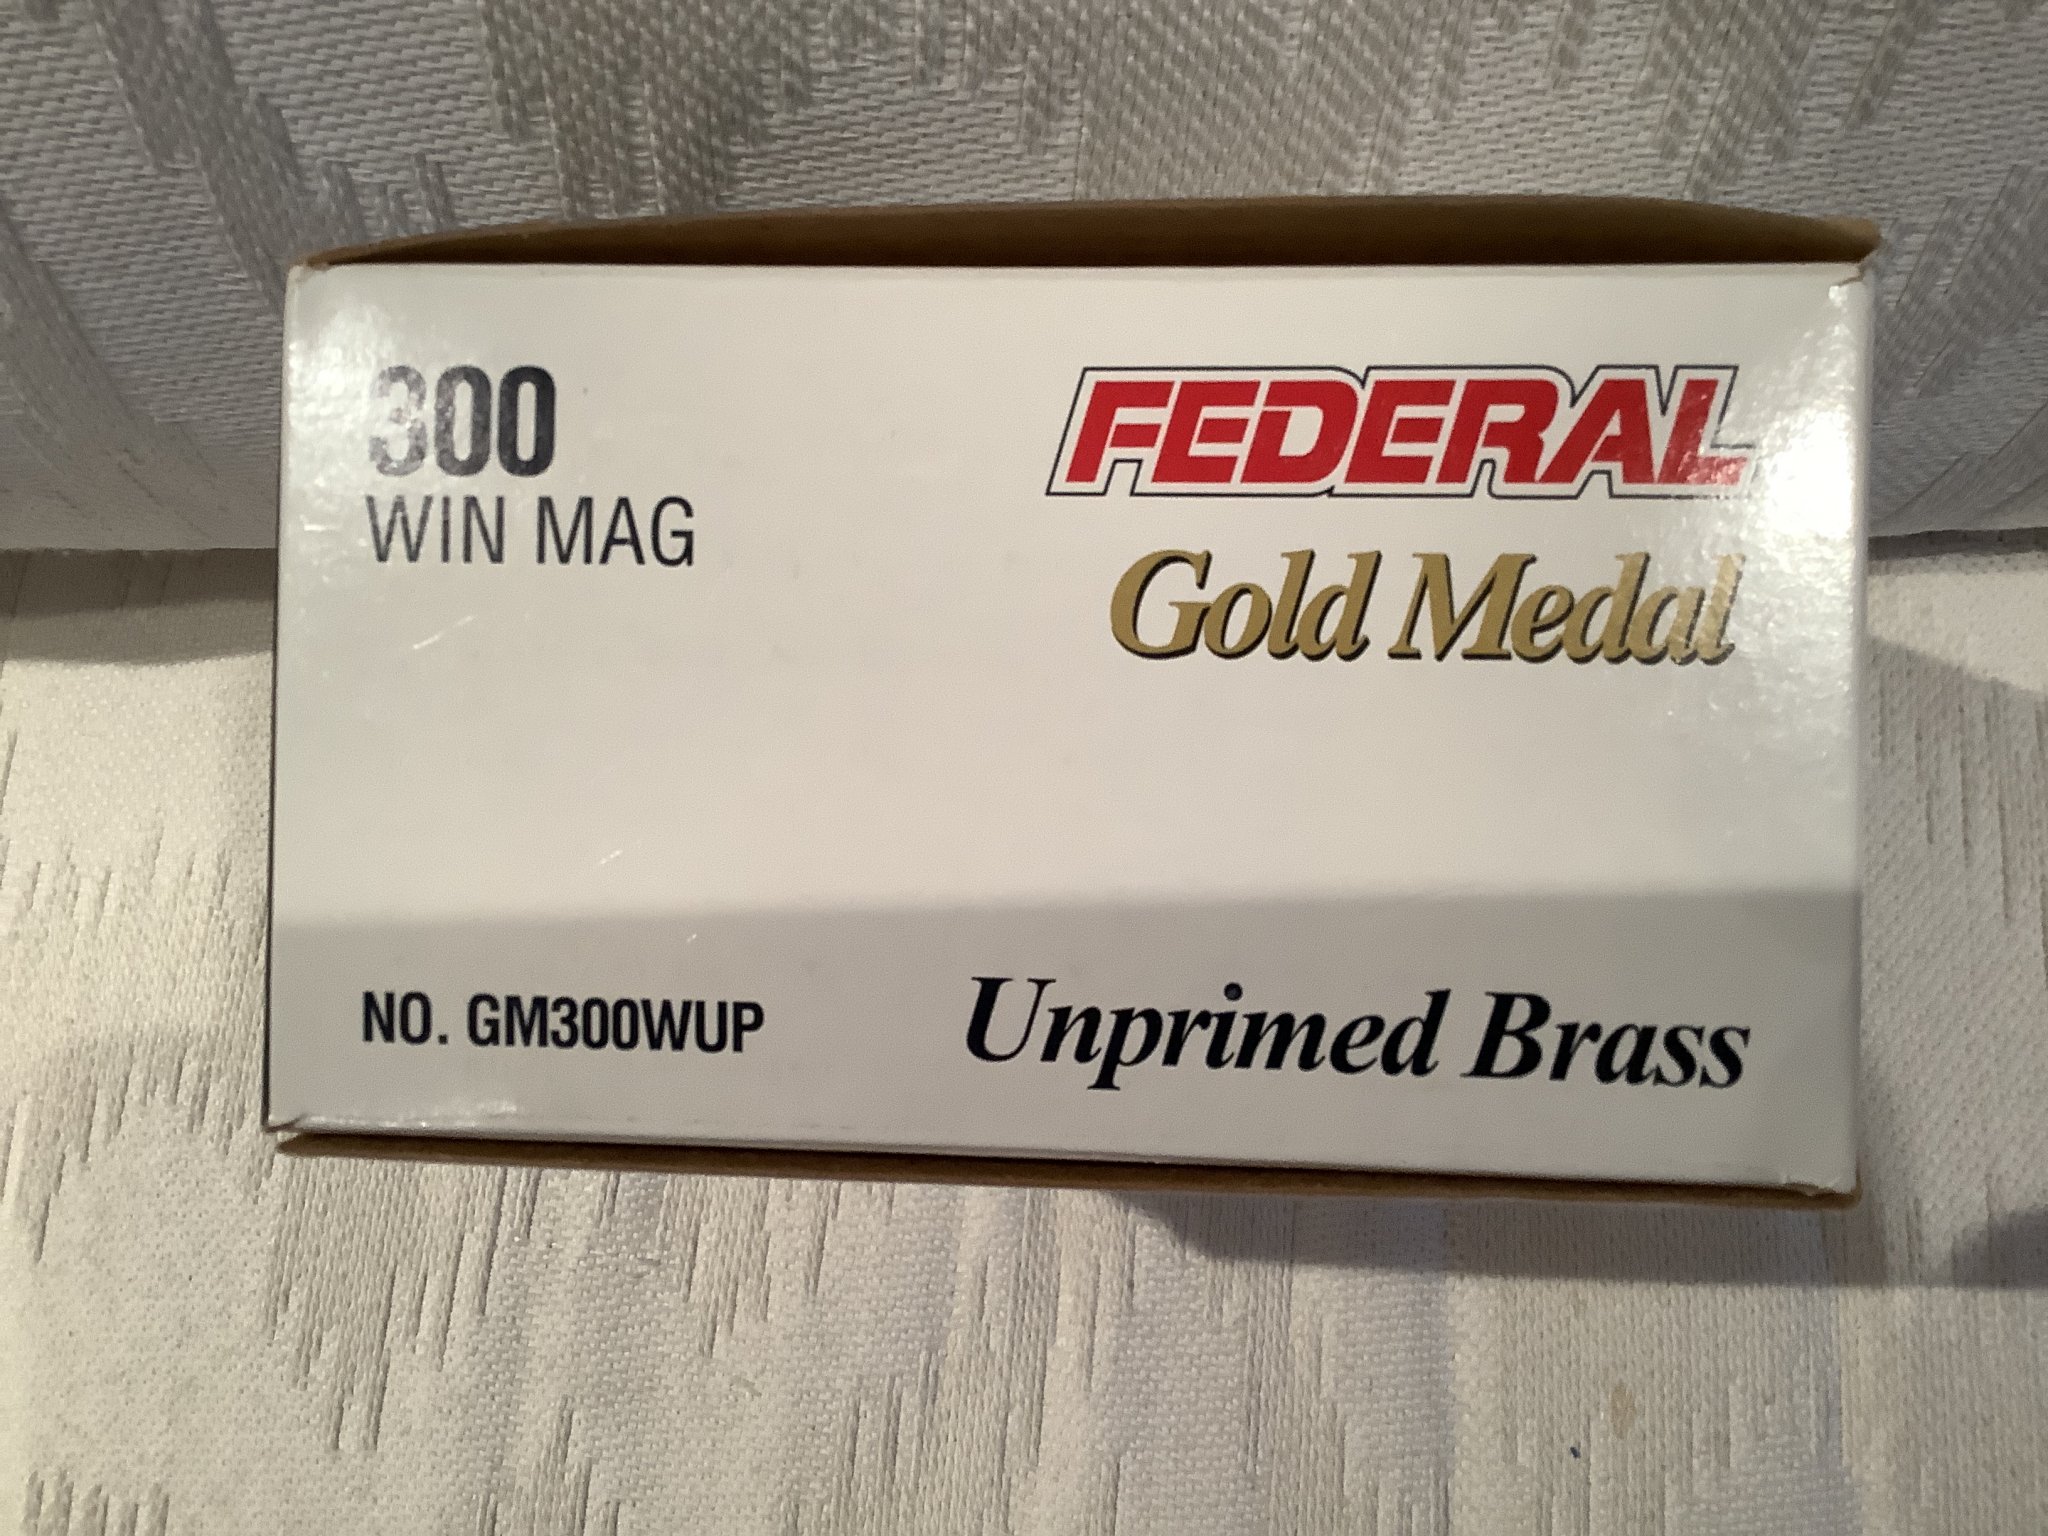 300
WIN MAG
FEDERAL
Gold Medal
NO. GM300WUP
Unprimed Brass